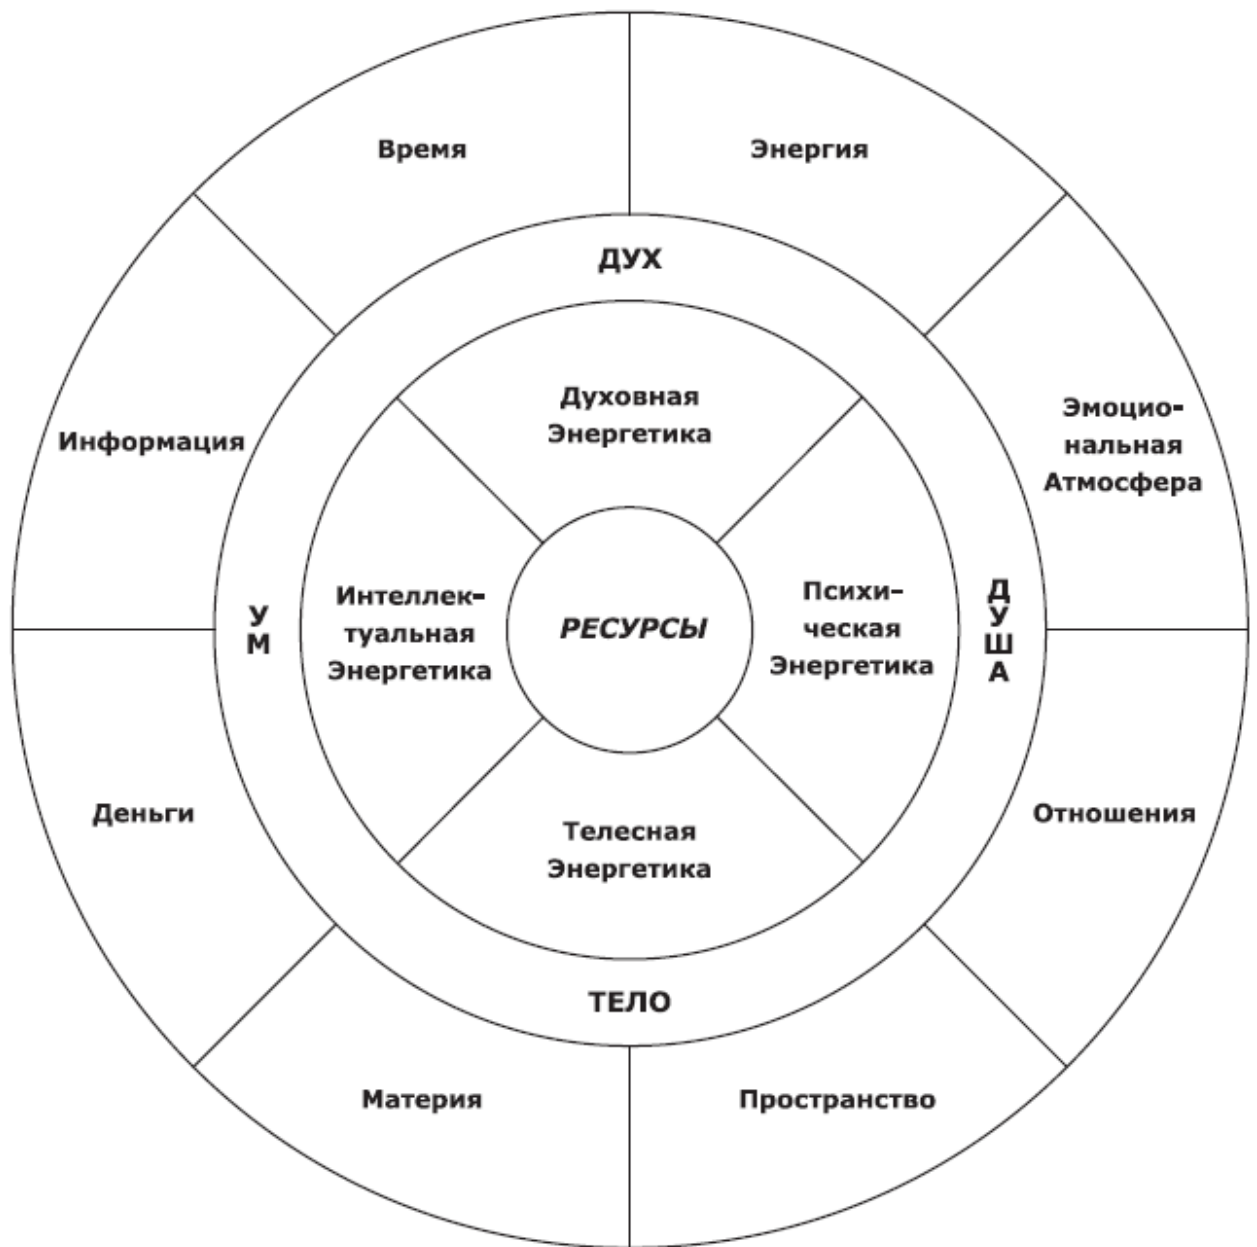 Время
Энергия
ДУХ
Духовная
Энергетика
Эмоцио-
нальная
Атмосфера
Информация
Интеллек-
туальная
Энергетика
РЕСУРСЫ
Психи-
ческая
Энергетика
У
М
Д
У
Ш
А
Деньги
Телесная
Энергетика
Отношения
ТЕЛО
Материя
Пространство